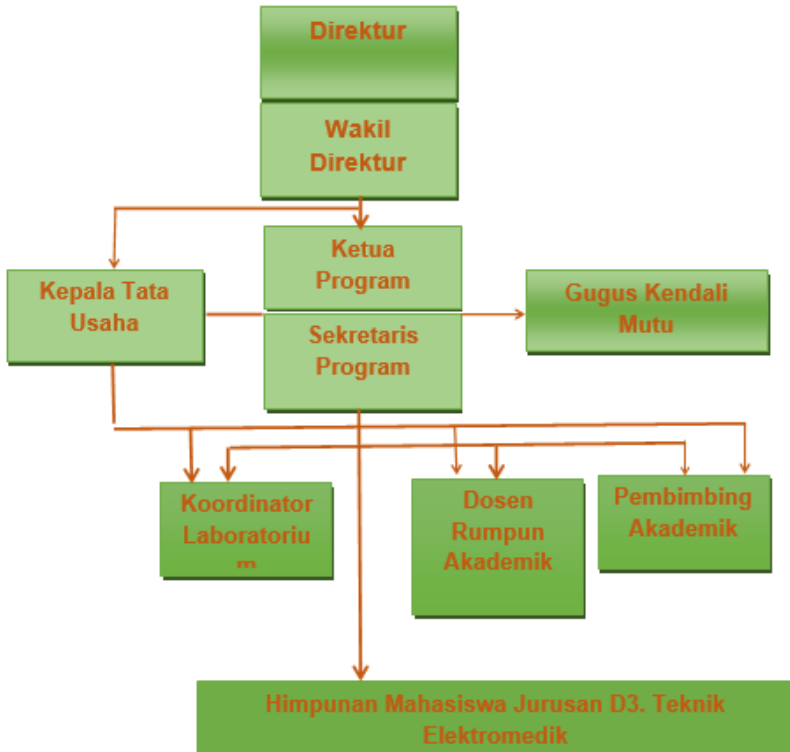 Direktur
Wakil
Direktur
Ketua
Program
Kepala Tata
Usaha
Gugus Kendali
Mutu
Sekretaris
Program
Koordinator
Laboratoriu
m
Dosen
Rumpun
Akademik
Pembimbing
Akademik
Himpunan Mahasiswa Jurusan D3. Teknik
Elektromedik